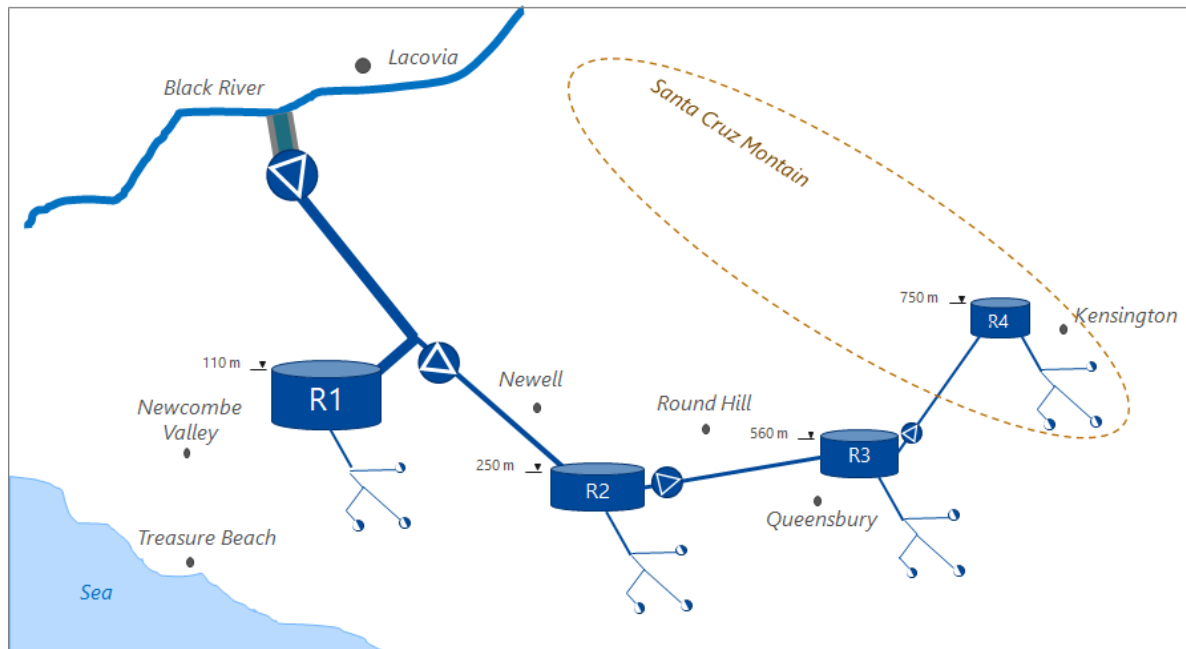 Lacovia
Black River
Santa Cruz Montain
750 m
R4
Kensington
110 m
R1
Newell
Round Hill
Newcombe
Valley
560 m
R3
250 m
R2
Queensbury
Treasure Beach
Sea